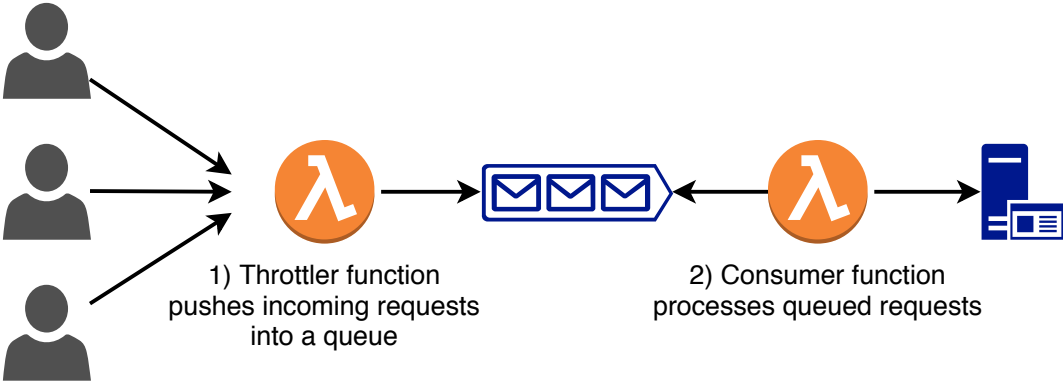 1) Throttler function
pushes incoming requests
into a queue
2) Consumer function
processes queued requests